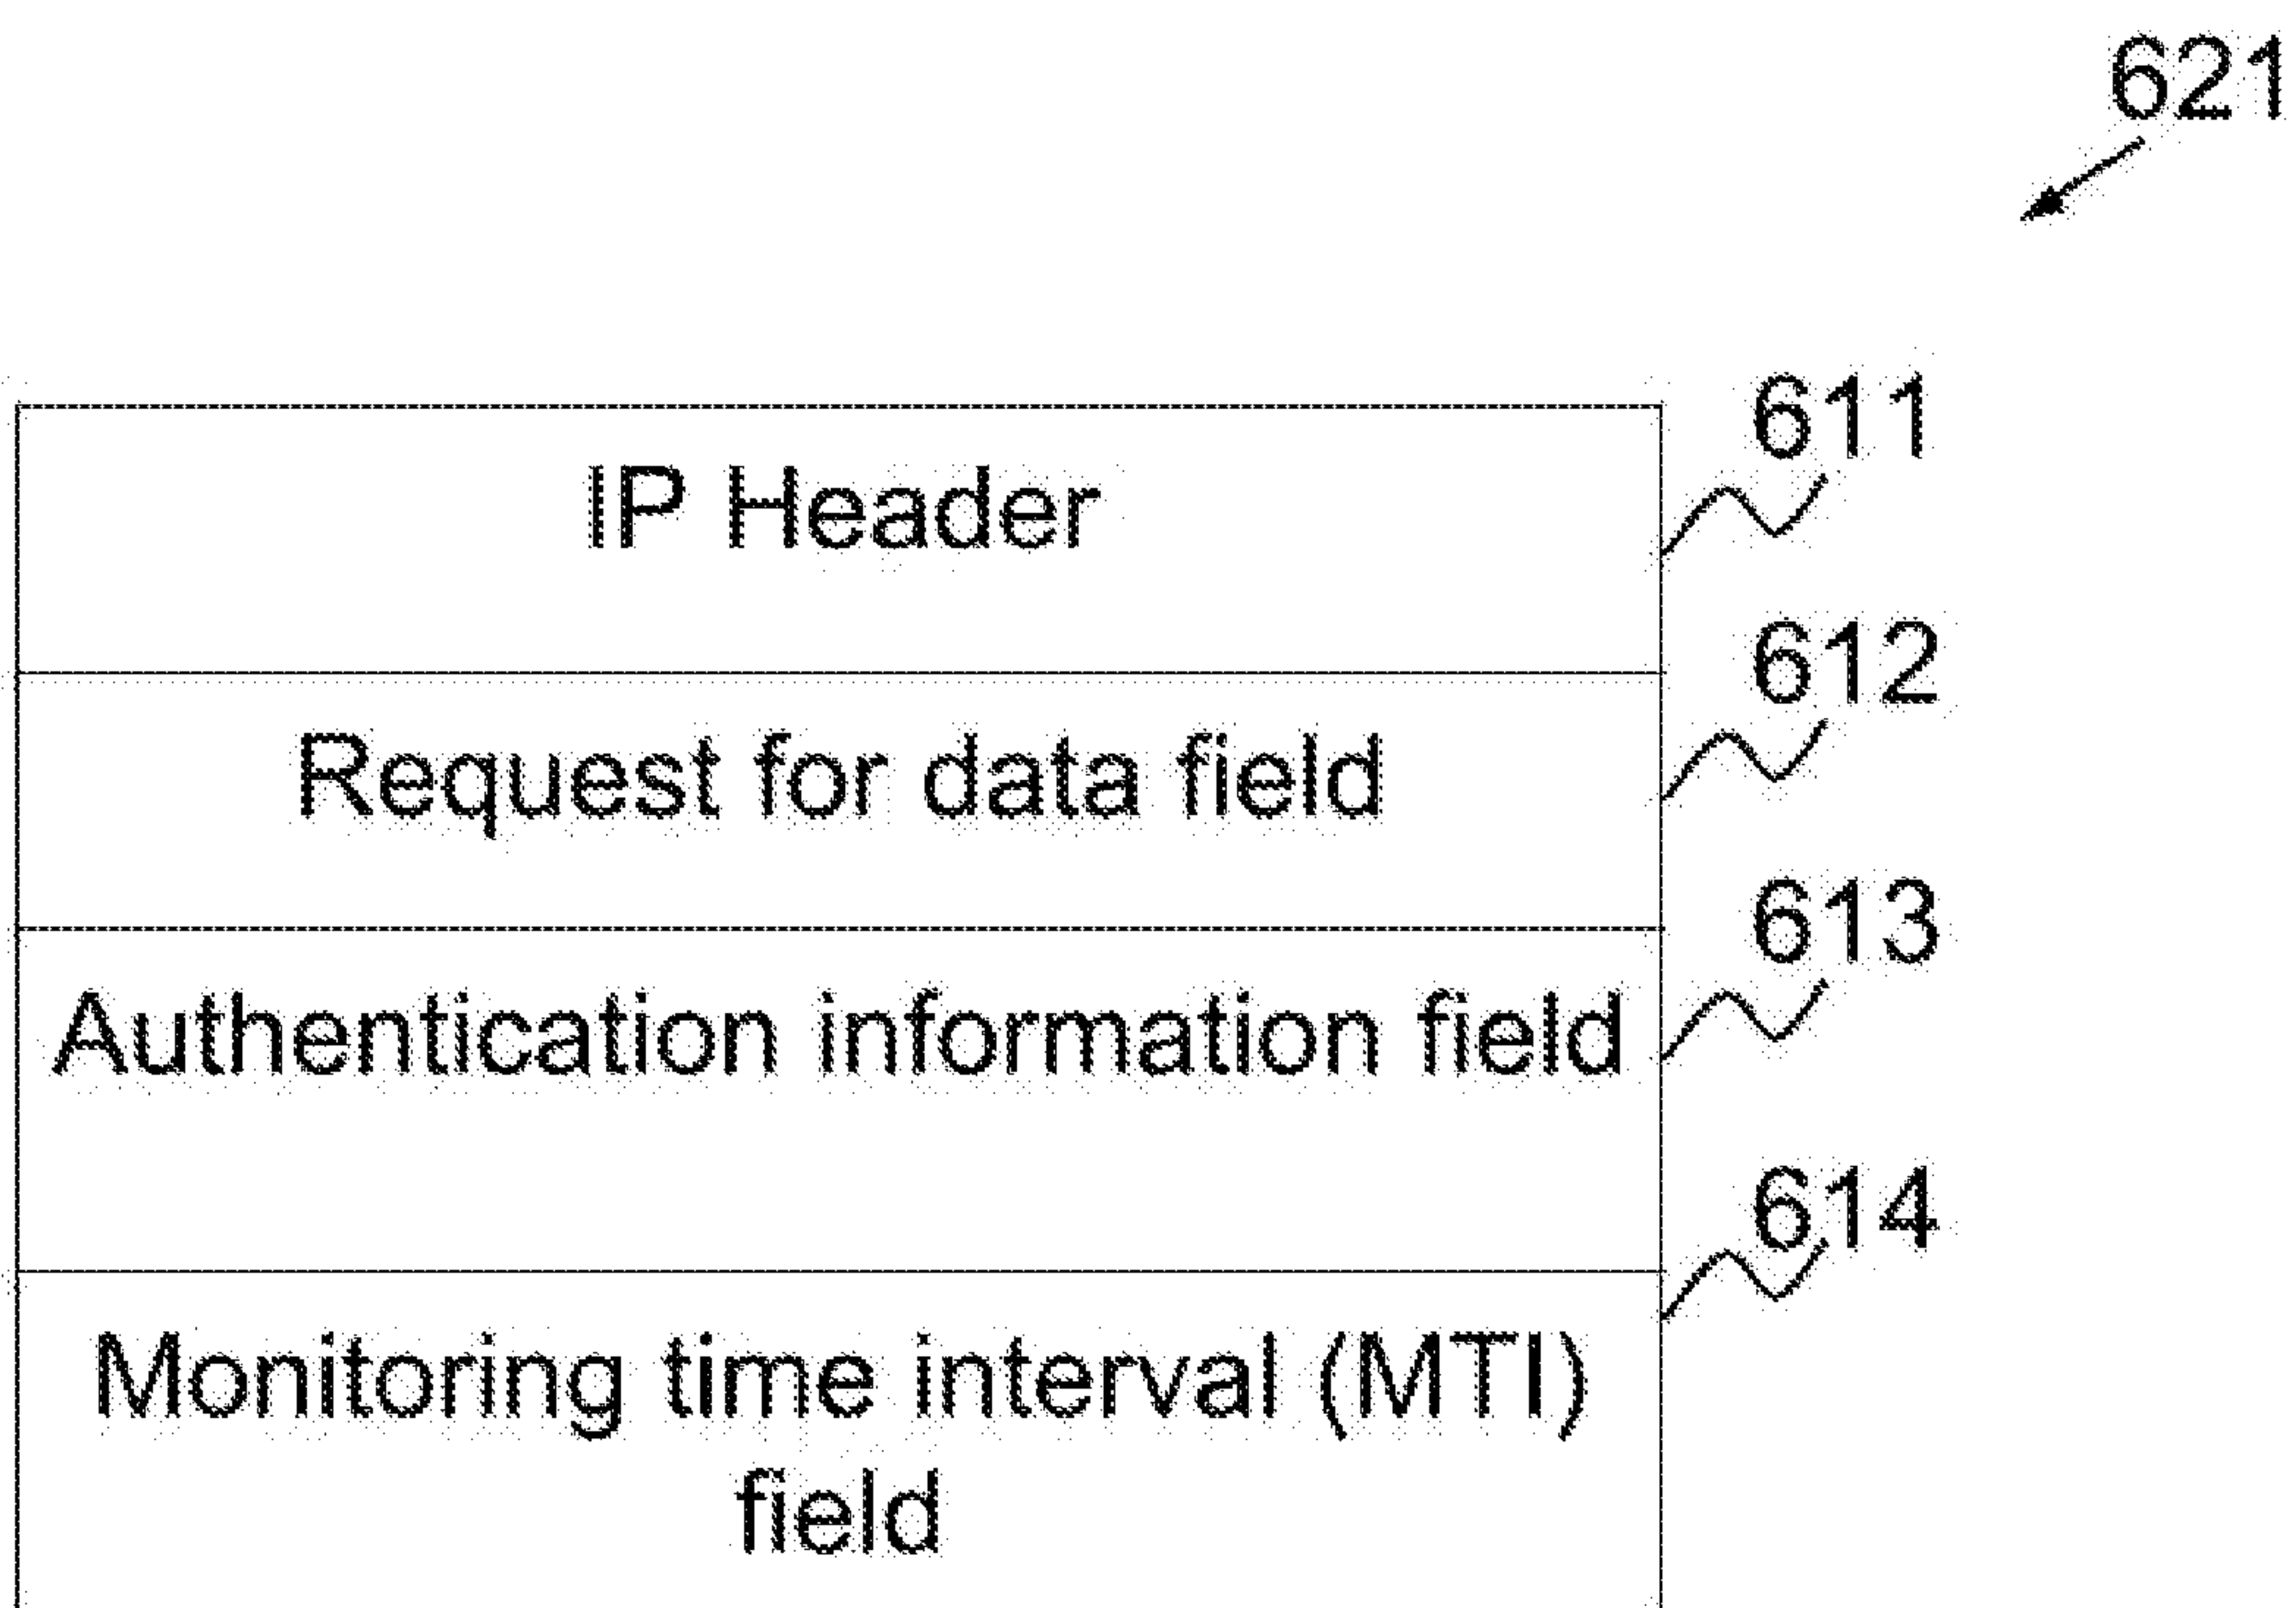 621
611
IP Header
612
Request for data field
613
Authentication information field
614
Monitoring time interval (MTI)
field